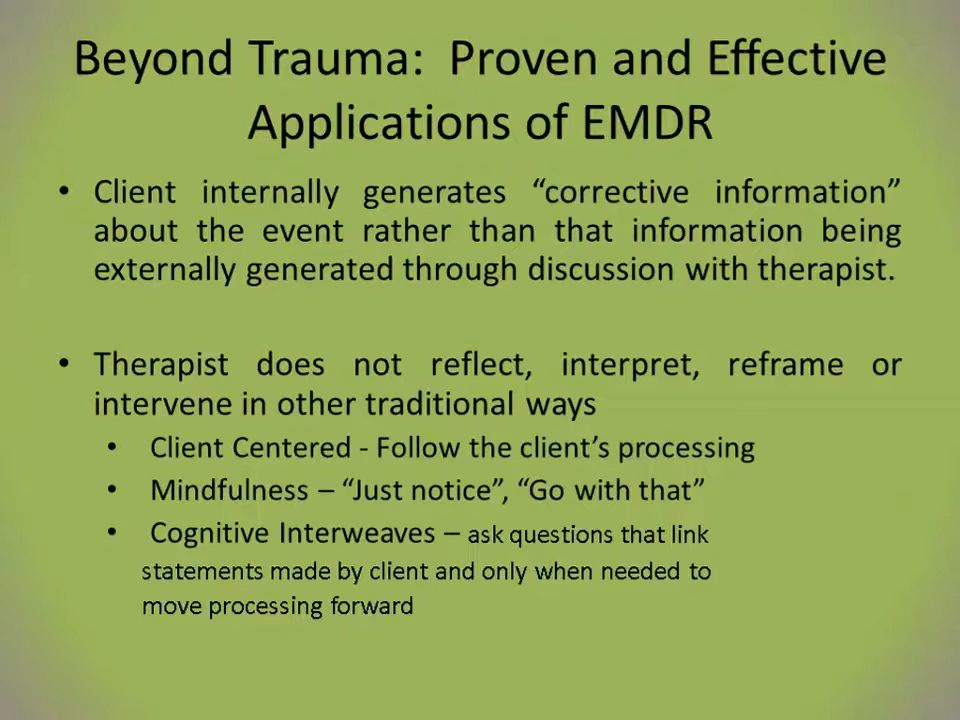 Beyond Trauma:  Proven and Effective
Applications of EMDR
• Client internally generates “corrective information”
about the event rather than that information being
externally generated through discussion with therapist.
• Therapist does not reflect, interpret, reframe or
intervene in other traditional ways
• Client Centered - Follow the client’s processing
• Mindfulness – “Just notice”, “Go with that”
• Cognitive Interweaves – ask questions that link
statements made by client and only when needed to
move processing forward